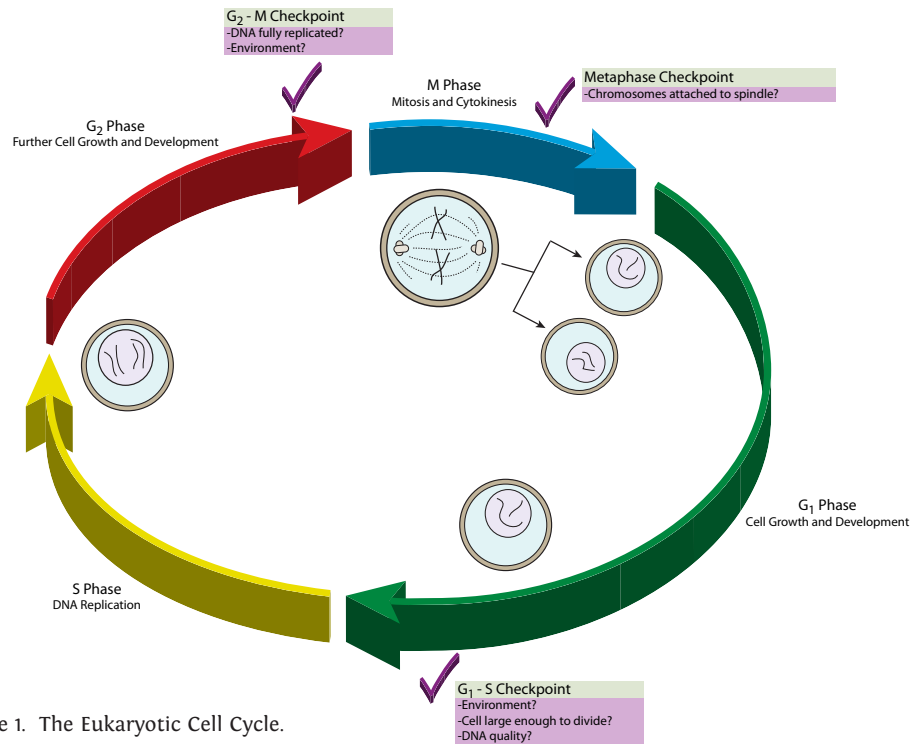 G2 - M Checkpoint
-DNA fully replicated?
-Environment?
M Phase
Mitosis and Cytokinesis
Metaphase Checkpoint
-Chromosomes attached to spindle?
G2 Phase
Further Cell Growth and Development
G1 Phase
Cell Growth and Development
S Phase
DNA Replication
G1 - S Checkpoint
-Environment?
-Cell large enough to divide?
-DNA quality?
e 1. The Eukaryotic Cell Cycle.